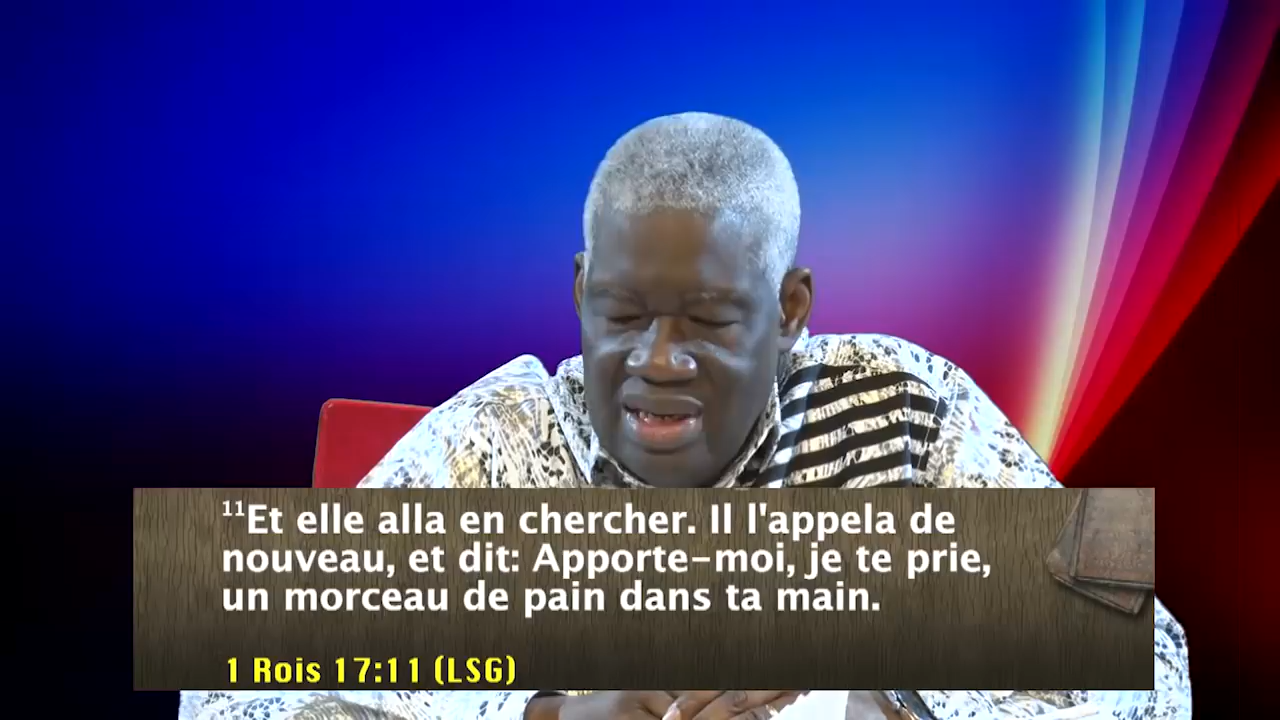 ¹¹Et elle alla en chercher. Il l'appela de
nouveau, et dit: Apporte-moi, je te prie,
un morceau de pain dans ta main.
1 Rois 17:11 (LSG)